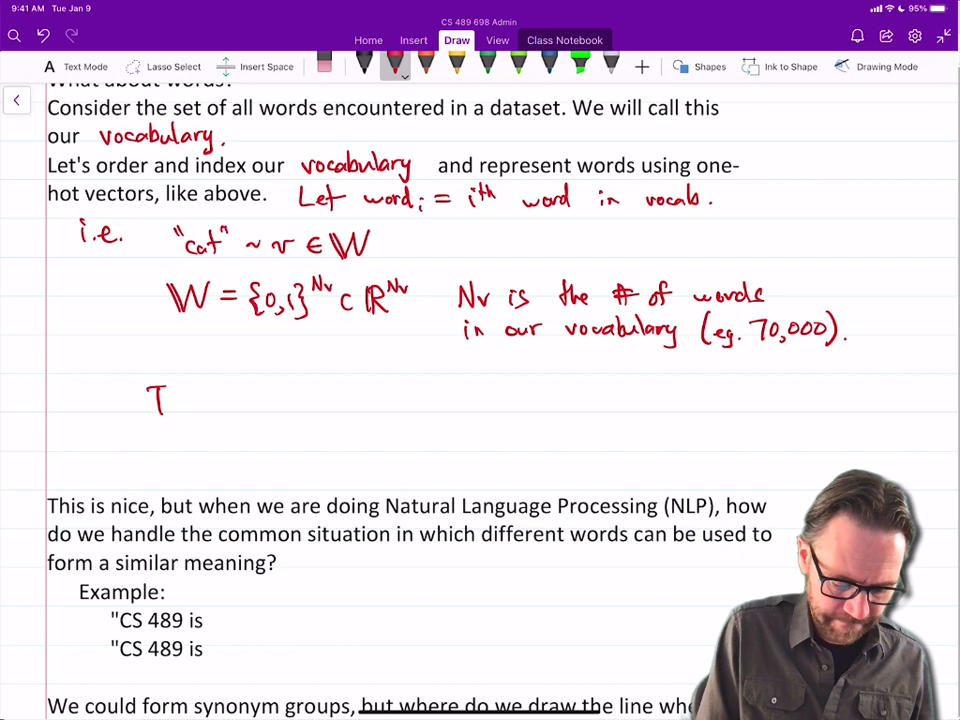 9:41 AM Tue Jan 9
95%
CS 489 698 Admin
Home Insert Draw View Class Notebook
A Text Mode Lasso Select Insert Space Shapes Ink to Shape Drawing Mode
What about words?
Consider the set of all words encountered in a dataset. We will call this
our vocabulary.
Let's order and index our vocabulary and represent words using one-
hot vectors, like above. Let wordᵢ = iᵗʰ word in vocab.
i.e. "cat" ~ v ∈ 𝕎
𝕎 = {0,1}^Nv ⊂ ℝ^Nv Nv is the # of words
in our vocabulary (eg. 70,000).
T
This is nice, but when we are doing Natural Language Processing (NLP), how
do we handle the common situation in which different words can be used to
form a similar meaning?
Example:
"CS 489 is
"CS 489 is
We could form synonym groups, but where do we draw the line whe